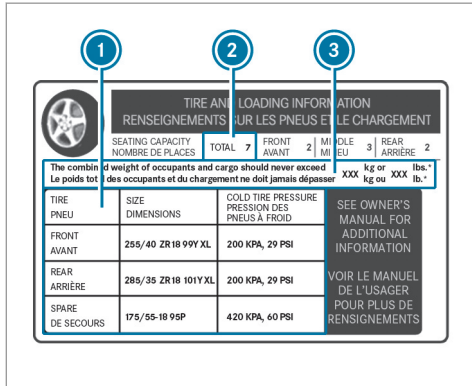 1 2 3
TIRE AND LOADING INFORMATION
RENSEIGNEMENTS SUR LES PNEUS ET LE CHARGEMENT
SEATING CAPACITY TOTAL 7 FRONT 2 MIDDLE 3 REAR 2
NOMBRE DE PLACES AVANT MILIEU ARRIÈRE
The combined weight of occupants and cargo should never exceed XXX kg or XXX lbs.*
Le poids total des occupants et du chargement ne doit jamais dépasser kg ou lb.*
TIRE SIZE COLD TIRE PRESSURE
PNEU DIMENSIONS PRESSION DES
PNEUS À FROID
FRONT
AVANT 255/40 ZR18 99Y XL 200 KPA, 29 PSI
REAR
ARRIÈRE 285/35 ZR18 101Y XL 200 KPA, 29 PSI
SPARE
DE SECOURS 175/55-18 95P 420 KPA, 60 PSI
SEE OWNER'S
MANUAL FOR
ADDITIONAL
INFORMATION
VOIR LE MANUEL
DE L'USAGER
POUR PLUS DE
RENSIGNEMENTS